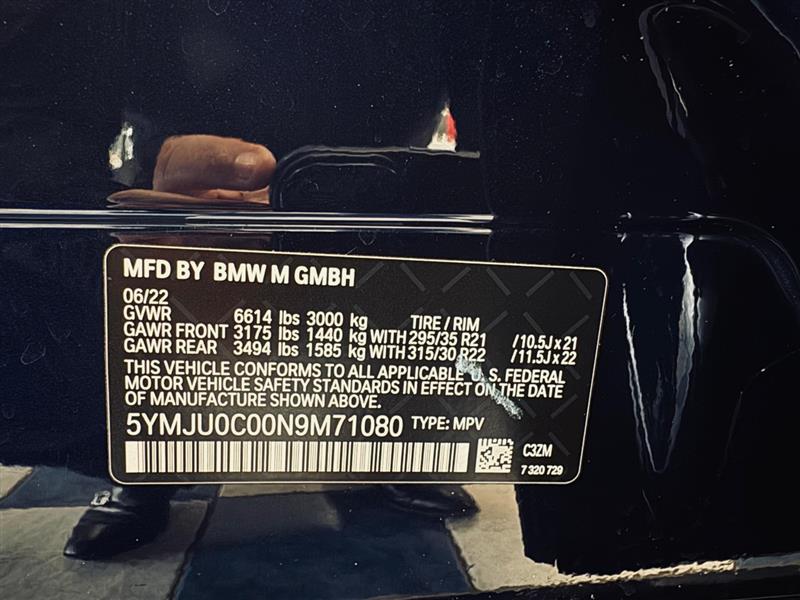 MFD BY BMW M GMBH
06/22
GVWR 6614 lbs 3000 kg TIRE / RIM
GAWR FRONT 3175 lbs 1440 kg WITH 295/35 R21 / 10.5J x 21
GAWR REAR 3494 lbs 1585 kg WITH 315/30 R22 / 11.5J x 22
THIS VEHICLE CONFORMS TO ALL APPLICABLE U.S. FEDERAL
MOTOR VEHICLE SAFETY STANDARDS IN EFFECT ON THE DATE
OF MANUFACTURE SHOWN ABOVE.
5YMJU0C00N9M71080 TYPE: MPV
C3ZM
7 320 729